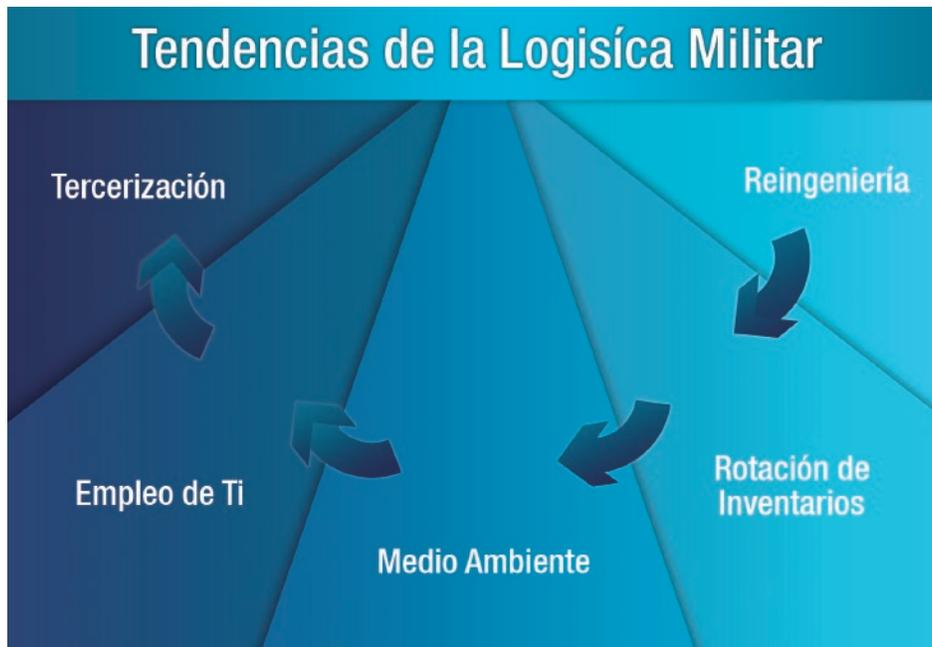 Tendencias de la Logisíca Militar
Tercerización
Reingeniería
Empleo de Ti
Rotación de
Inventarios
Medio Ambiente